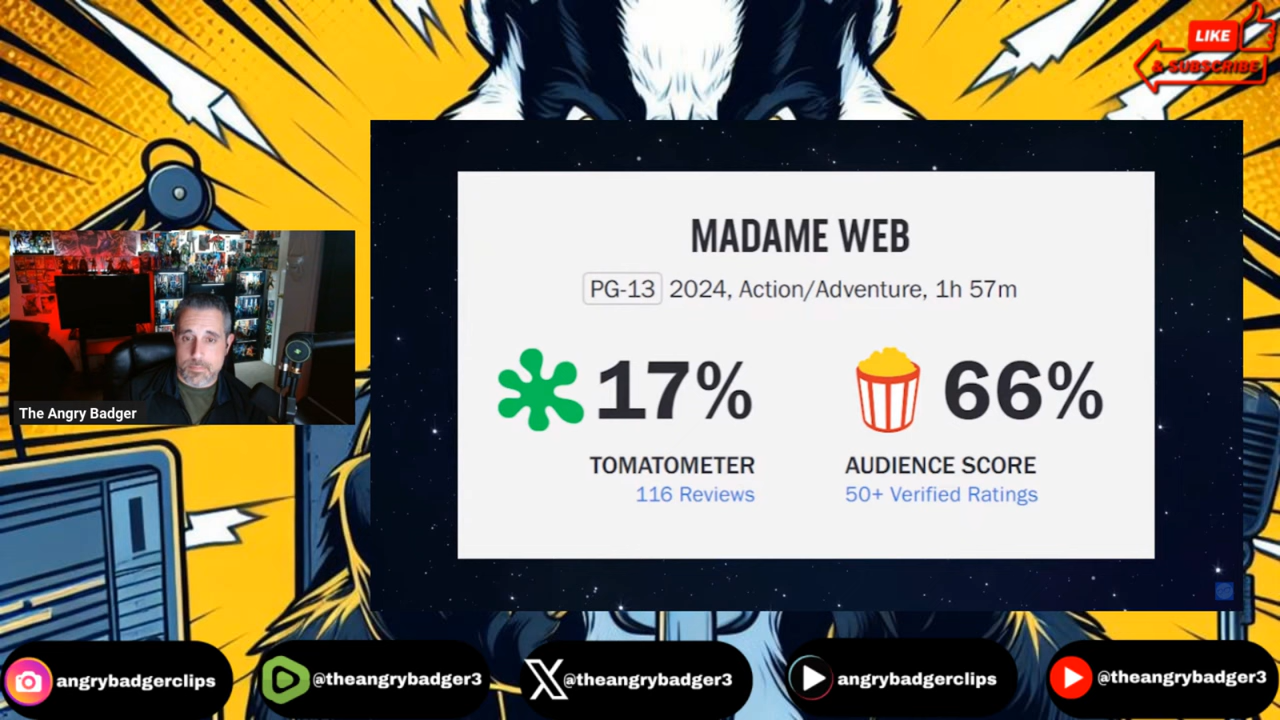 LIKE
& SUBSCRIBE
MADAME WEB
PG-13 2024, Action/Adventure, 1h 57m
17% 66%
TOMATOMETER AUDIENCE SCORE
116 Reviews 50+ Verified Ratings
The Angry Badger
angrybadgerclips @theangrybadger3 @theangrybadger3 angrybadgerclips @theangrybadger3